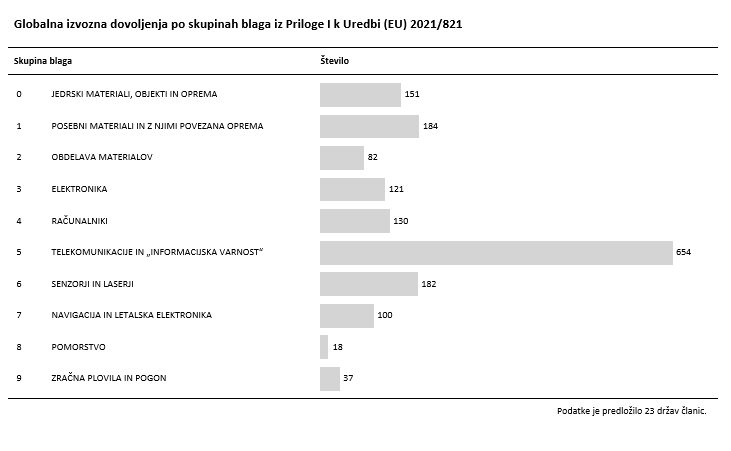 Globalna izvozna dovoljenja po skupinah blaga iz Priloge I k Uredbi (EU) 2021/821
Skupina blaga Število
0 JEDRSKI MATERIALI, OBJEKTI IN OPREMA 151
1 POSEBNI MATERIALI IN Z NJIMI POVEZANA OPREMA 184
2 OBDELAVA MATERIALOV 82
3 ELEKTRONIKA 121
4 RAČUNALNIKI 130
5 TELEKOMUNIKACIJE IN „INFORMACIJSKA VARNOST“ 654
6 SENZORJI IN LASERJI 182
7 NAVIGACIJA IN LETALSKA ELEKTRONIKA 100
8 POMORSTVO 18
9 ZRAČNA PLOVILA IN POGON 37
Podatke je predložilo 23 držav članic.